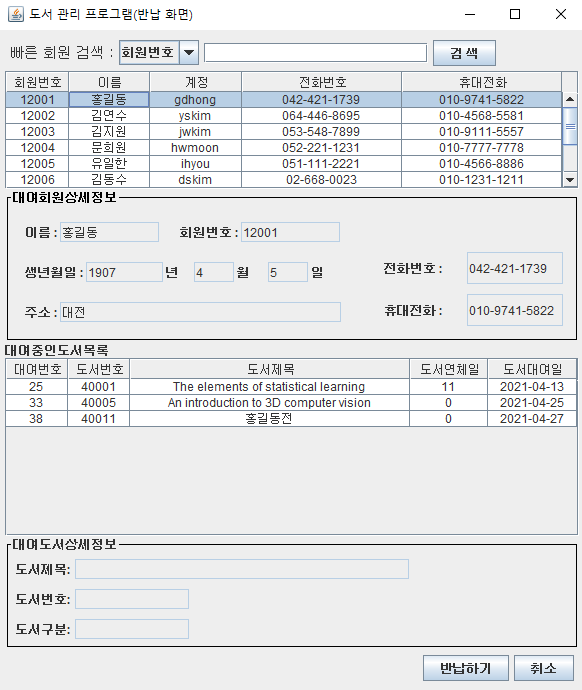 도서 관리 프로그램(반납 화면)
빠른 회원 검색 : 회원번호 검 색
회원번호 이름 계정 전화번호 휴대전화
12001 홍길동 gdhong 042-421-1739 010-9741-5822
12002 김연수 yskim 064-446-8695 010-4568-5581
12003 김지원 jwkim 053-548-7899 010-9111-5557
12004 문희원 hwmoon 052-221-1231 010-7777-7778
12005 유일한 ihyou 051-111-2221 010-4566-8886
12006 김동수 dskim 02-668-0023 010-1231-1211
대여회원상세정보
이름 : 홍길동 회원번호 : 12001
생년월일 : 1907 년 4 월 5 일 전화번호 : 042-421-1739
주소 : 대전 휴대전화 : 010-9741-5822
대여중인도서목록
대여번호 도서번호 도서제목 도서연체일 도서대여일
25 40001 The elements of statistical learning 11 2021-04-13
33 40005 An introduction to 3D computer vision 0 2021-04-25
38 40011 홍길동전 0 2021-04-27
대여도서상세정보
도서제목:
도서번호:
도서구분:
반납하기 취소